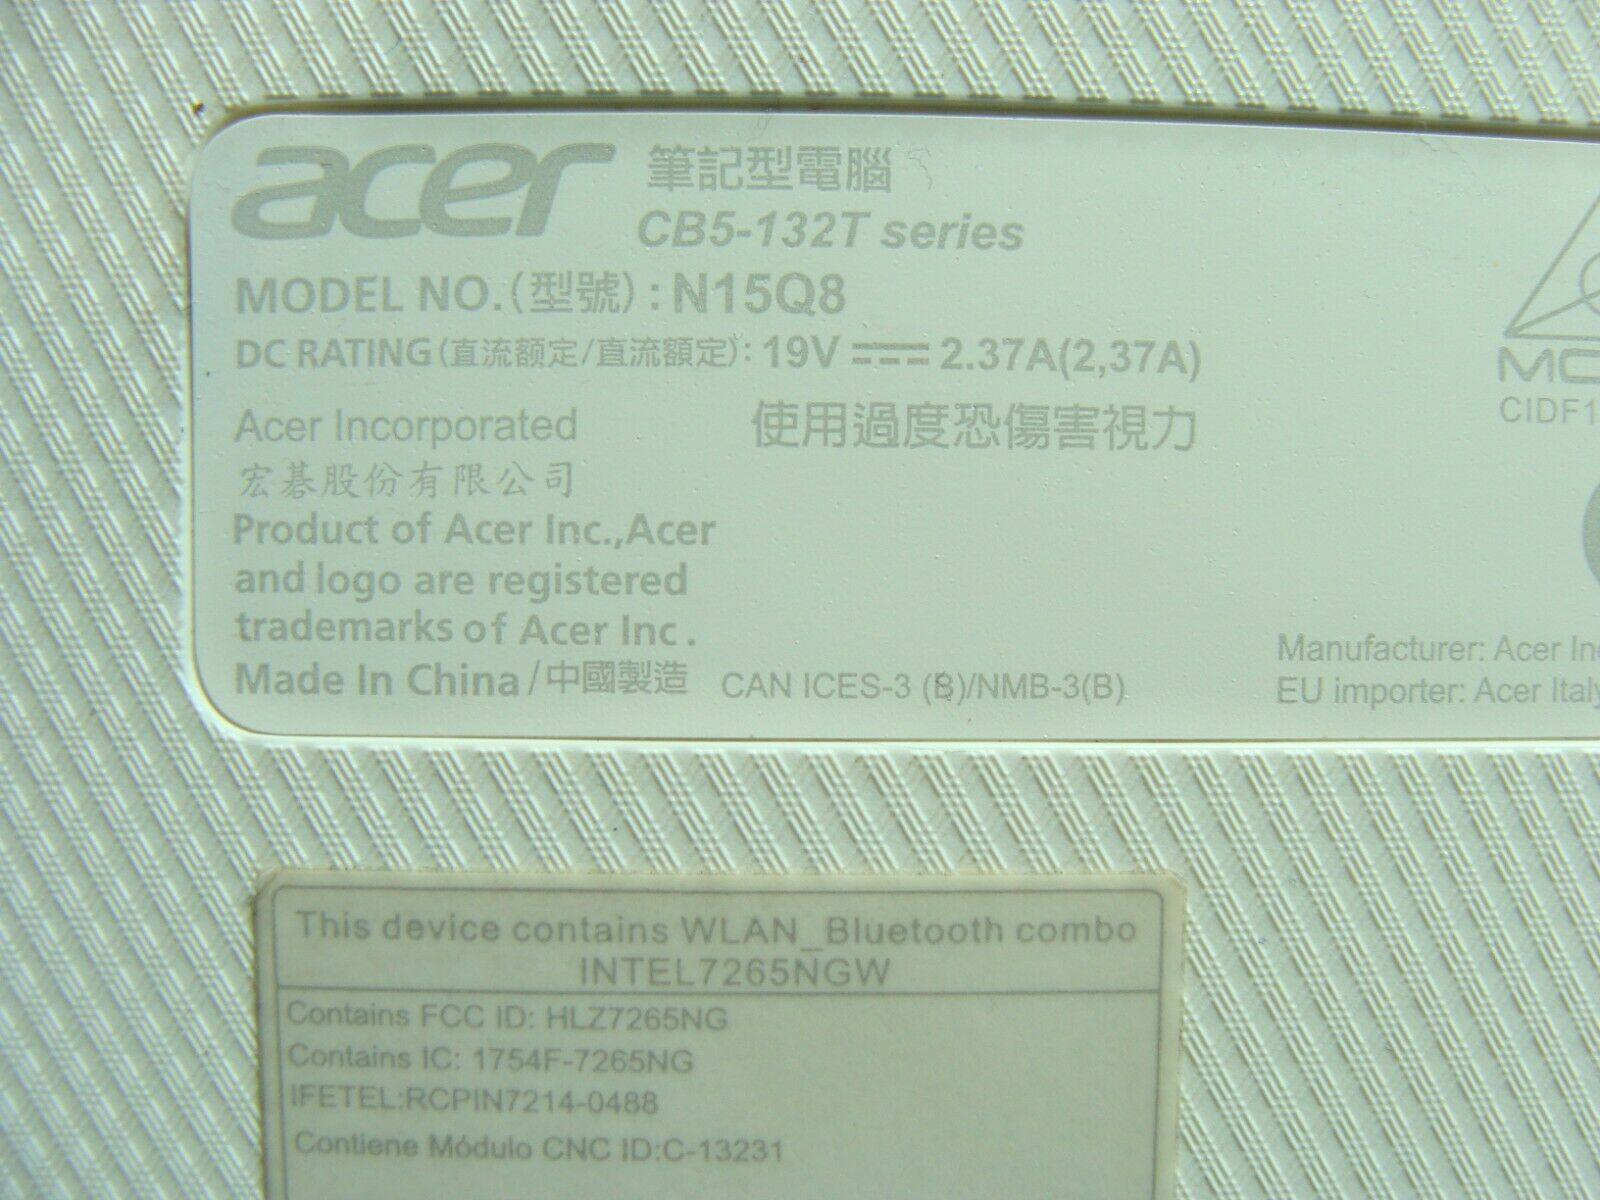 acer 筆記型電腦
CB5-132T series
MODEL NO.(型號):N15Q8
DC RATING(直流额定/直流額定): 19V ⎓ 2.37A(2,37A)
Acer Incorporated 使用過度恐傷害視力
宏碁股份有限公司
Product of Acer Inc.,Acer
and logo are registered
trademarks of Acer Inc.
Made In China/中國製造 CAN ICES-3 (B)/NMB-3(B)
MC
CIDF1
Manufacturer: Acer In
EU importer: Acer Italy
This device contains WLAN_Bluetooth combo
INTEL7265NGW
Contains FCC ID: HLZ7265NG
Contains IC: 1754F-7265NG
IFETEL:RCPIN7214-0488
Contiene Módulo CNC ID:C-13231